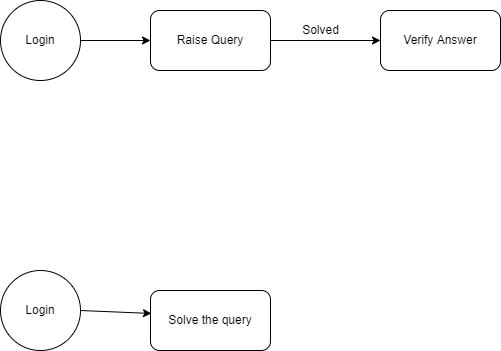 Login
Raise Query
Solved
Verify Answer
Login
Solve the query